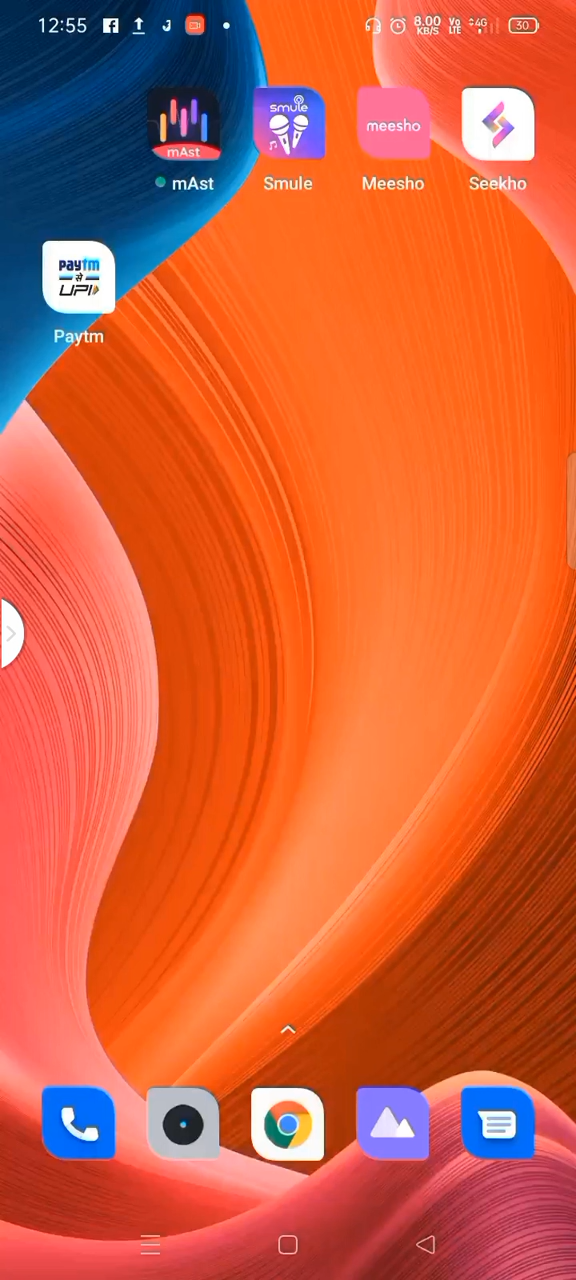 12:55 8.00 KB/S Vo LTE 4G 30
mAst Smule meesho
mAst Smule Meesho Seekho
paytm
से
UPI
Paytm